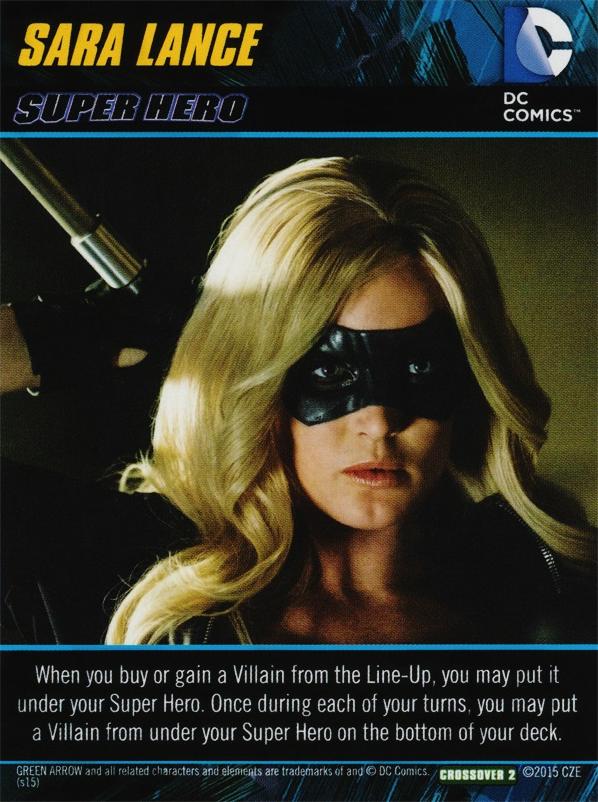 SARA LANCE
SUPER HERO
DC
COMICS™
When you buy or gain a Villain from the Line-Up, you may put it
under your Super Hero. Once during each of your turns, you may put
a Villain from under your Super Hero on the bottom of your deck.
GREEN ARROW and all related characters and elements are trademarks of and © DC Comics.
(s15)
CROSSOVER 2 ©2015 CZE